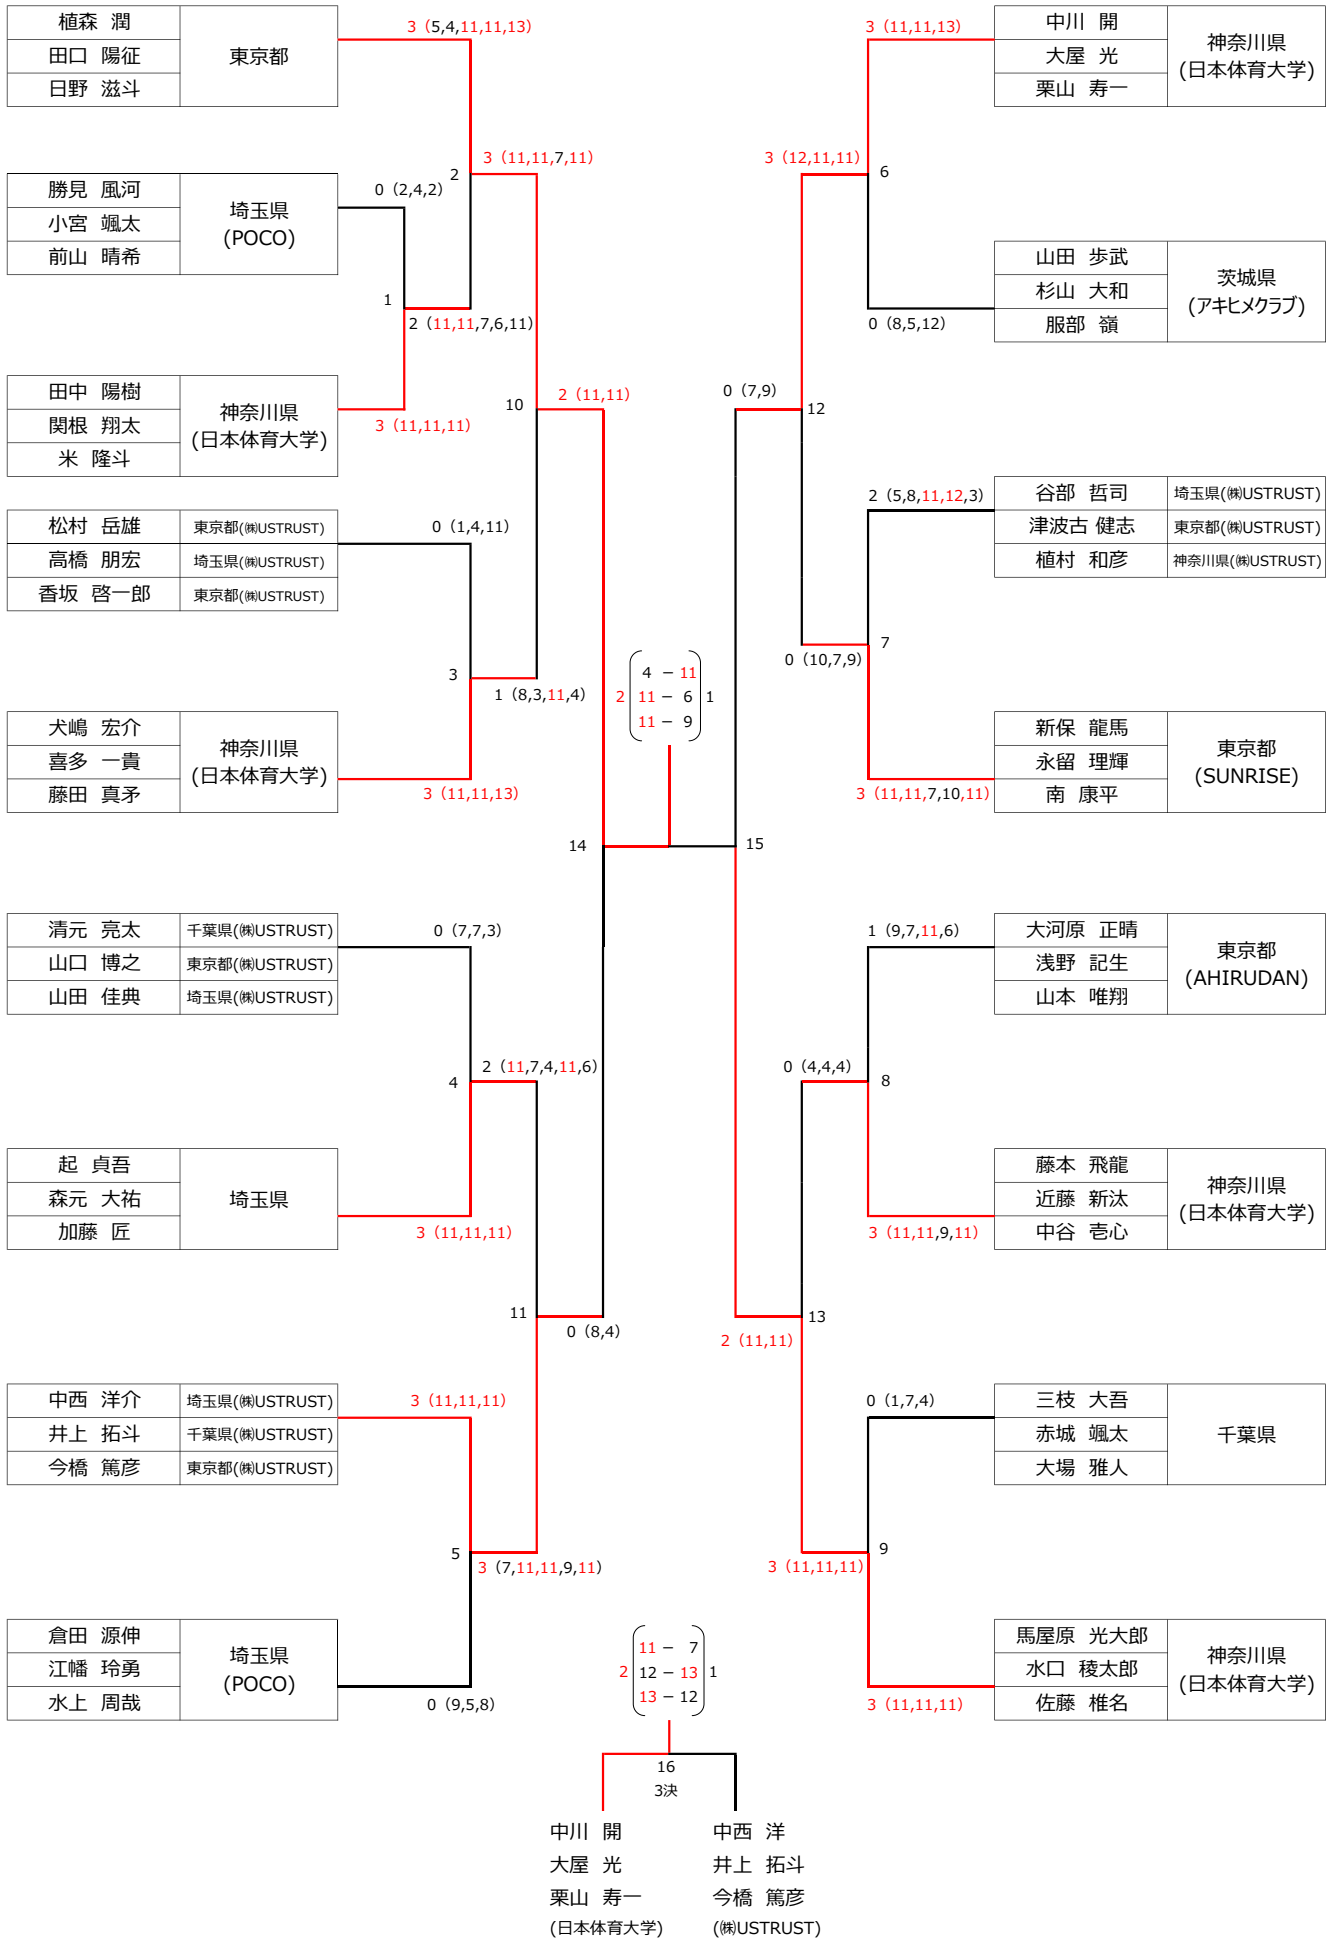 植森 潤
田口 陽征
日野 滋斗
東京都
3（5,4,11,11,13）
勝見 風河
小宮 颯太
前山 晴希
埼玉県
(POCO)
0（2,4,2）
2
3（11,11,7,11）
1
2（11,11,7,6,11）
田中 陽樹
関根 翔太
米 隆斗
神奈川県
(日本体育大学)
3（11,11,11）
10
2（11,11）
松村 岳雄 東京都(㈱USTRUST)
高橋 朋宏 埼玉県(㈱USTRUST)
香坂 啓一郎 東京都(㈱USTRUST)
0（1,4,11）
3
1（8,3,11,4）
犬嶋 宏介
喜多 一貴
藤田 真矛
神奈川県
(日本体育大学)
3（11,11,13）
14
清元 亮太 千葉県(㈱USTRUST)
山口 博之 東京都(㈱USTRUST)
山田 佳典 埼玉県(㈱USTRUST)
0（7,7,3）
4
2（11,7,4,11,6）
起 貞吾
森元 大祐
加藤 匠
埼玉県
3（11,11,11）
11
0（8,4）
中西 洋介 埼玉県(㈱USTRUST)
井上 拓斗 千葉県(㈱USTRUST)
今橋 篤彦 東京都(㈱USTRUST)
3（11,11,11）
5
3（7,11,11,9,11）
倉田 源伸
江幡 玲勇
水上 周哉
埼玉県
(POCO)
0（9,5,8）
4 － 11
2 11 － 6 1
11 － 9
3（11,11,13）
中川 開
大屋 光
栗山 寿一
神奈川県
(日本体育大学)
3（12,11,11）
6
山田 歩武
杉山 大和
服部 嶺
茨城県
(アキヒメクラブ)
0（8,5,12）
0（7,9）
12
2（5,8,11,12,3）
谷部 哲司 埼玉県(㈱USTRUST)
津波古 健志 東京都(㈱USTRUST)
植村 和彦 神奈川県(㈱USTRUST)
0（10,7,9）
7
新保 龍馬
永留 理輝
南 康平
東京都
(SUNRISE)
3（11,11,7,10,11）
15
1（9,7,11,6）
大河原 正晴
浅野 記生
山本 唯翔
東京都
(AHIRUDAN)
0（4,4,4）
8
藤本 飛龍
近藤 新汰
中谷 壱心
神奈川県
(日本体育大学)
3（11,11,9,11）
13
2（11,11）
0（1,7,4）
三枝 大吾
赤城 颯太
大場 雅人
千葉県
9
3（11,11,11）
馬屋原 光大郎
水口 稜太郎
佐藤 椎名
神奈川県
(日本体育大学)
3（11,11,11）
11 － 7
2 12 － 13 1
13 － 12
16
3決
中川 開 中西 洋
大屋 光 井上 拓斗
栗山 寿一 今橋 篤彦
(日本体育大学) (㈱USTRUST)